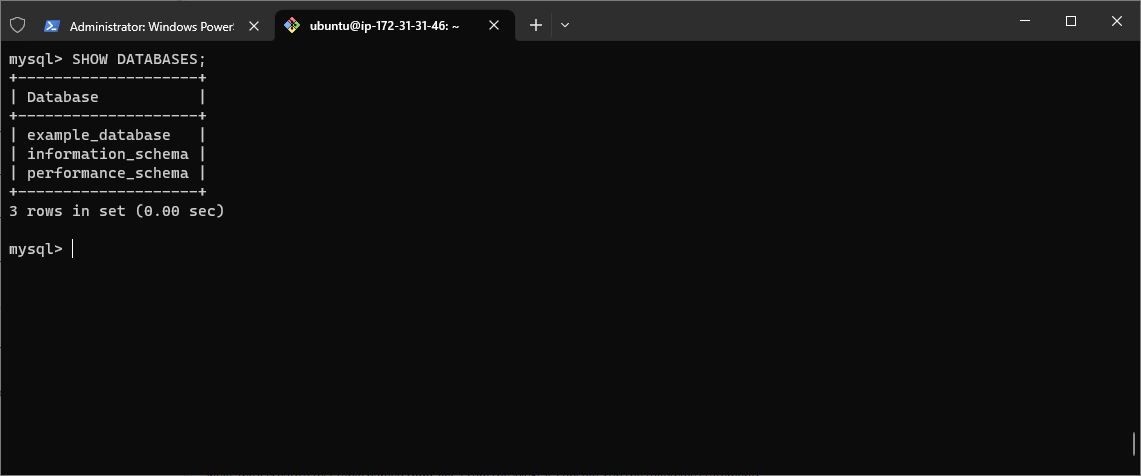 Administrator: Windows Power
ubuntu@ip-172-31-31-46: ~
mysql> SHOW DATABASES;
+--------------------+
| Database           |
+--------------------+
| example_database   |
| information_schema |
| performance_schema |
+--------------------+
3 rows in set (0.00 sec)
mysql>